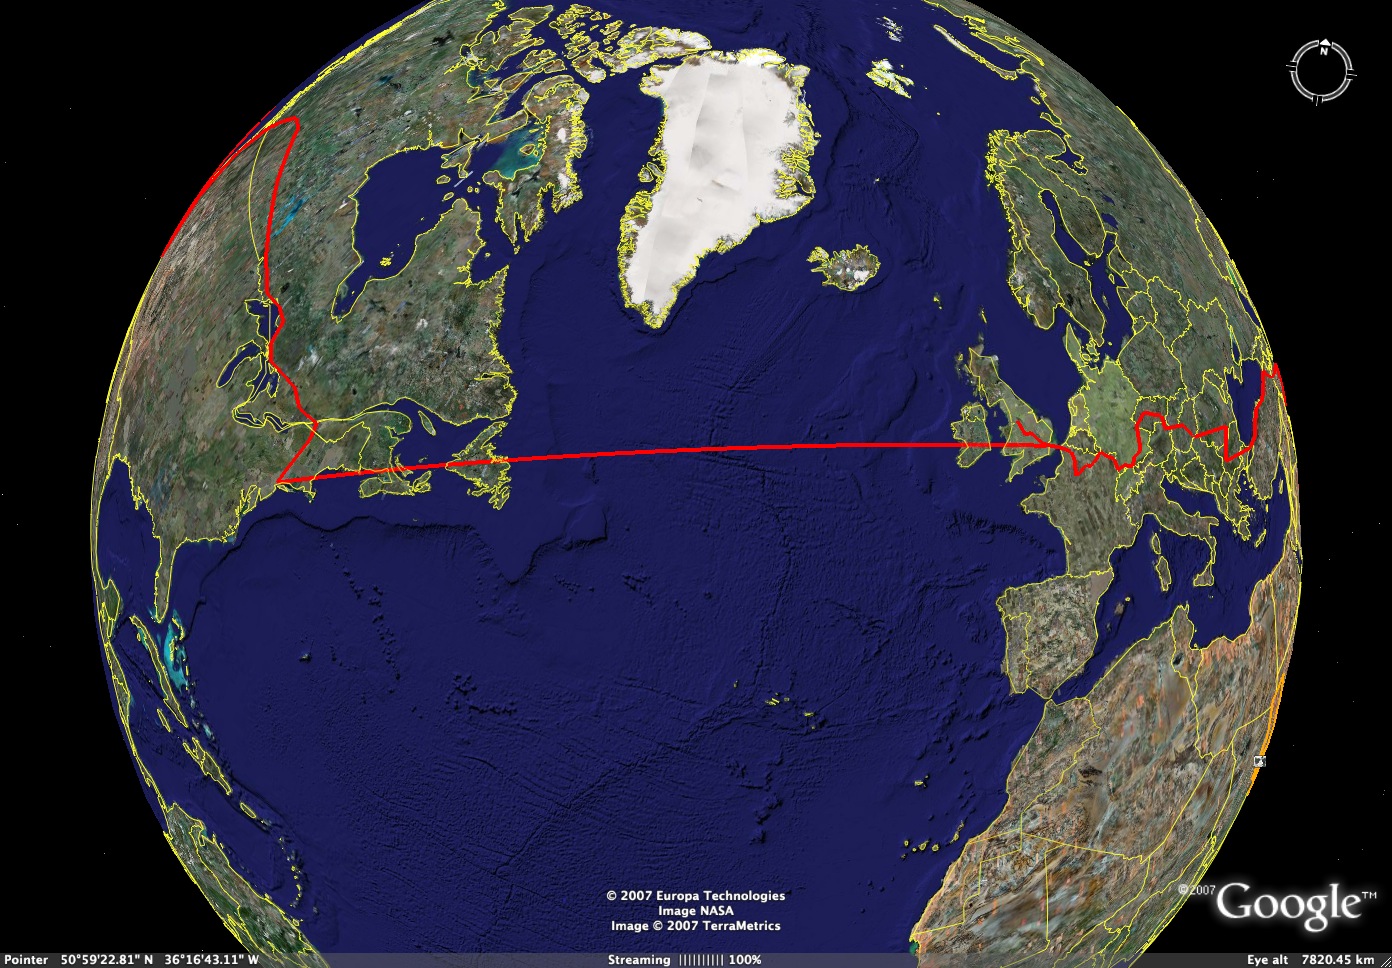 N
© 2007 Europa Technologies
Image NASA
Image © 2007 TerraMetrics
©2007 Google™
Pointer 50°59'22.81" N 36°16'43.11" W Streaming |||||||||| 100% Eye alt 7820.45 km